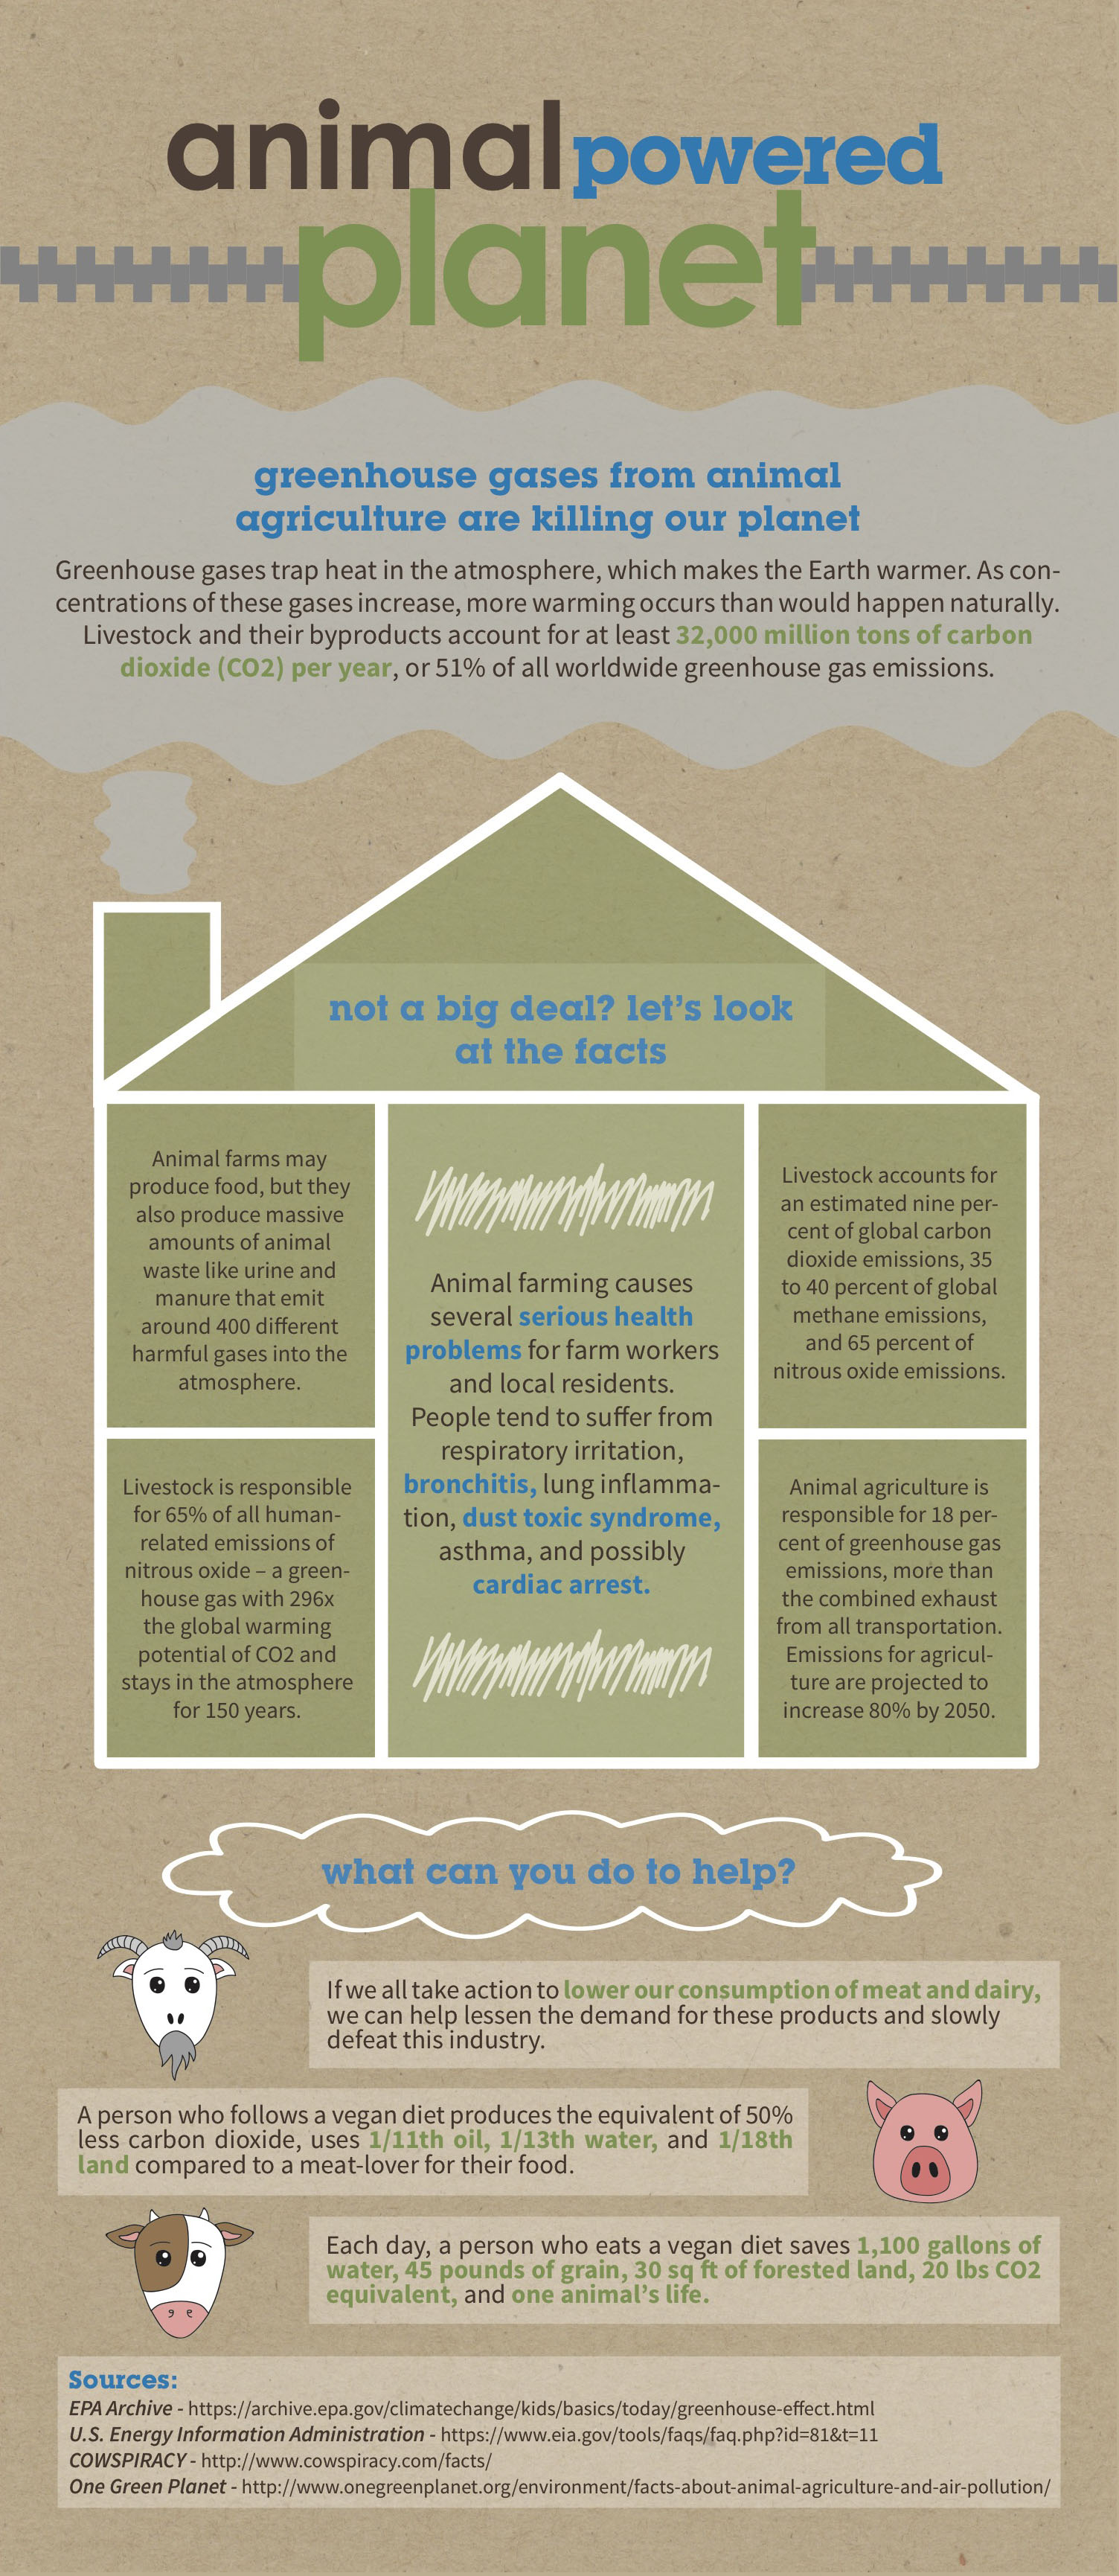 animal powered
planet
greenhouse gases from animal
agriculture are killing our planet
Greenhouse gases trap heat in the atmosphere, which makes the Earth warmer. As con-
centrations of these gases increase, more warming occurs than would happen naturally.
Livestock and their byproducts account for at least 32,000 million tons of carbon
dioxide (CO2) per year, or 51% of all worldwide greenhouse gas emissions.
not a big deal? let's look
at the facts
Animal farms may
produce food, but they
also produce massive
amounts of animal
waste like urine and
manure that emit
around 400 different
harmful gases into the
atmosphere.
Livestock is responsible
for 65% of all human-
related emissions of
nitrous oxide – a green-
house gas with 296x
the global warming
potential of CO2 and
stays in the atmosphere
for 150 years.
Animal farming causes
several serious health
problems for farm workers
and local residents.
People tend to suffer from
respiratory irritation,
bronchitis, lung inflamma-
tion, dust toxic syndrome,
asthma, and possibly
cardiac arrest.
Livestock accounts for
an estimated nine per-
cent of global carbon
dioxide emissions, 35
to 40 percent of global
methane emissions,
and 65 percent of
nitrous oxide emissions.
Animal agriculture is
responsible for 18 per-
cent of greenhouse gas
emissions, more than
the combined exhaust
from all transportation.
Emissions for agricul-
ture are projected to
increase 80% by 2050.
what can you do to help?
If we all take action to lower our consumption of meat and dairy,
we can help lessen the demand for these products and slowly
defeat this industry.
A person who follows a vegan diet produces the equivalent of 50%
less carbon dioxide, uses 1/11th oil, 1/13th water, and 1/18th
land compared to a meat-lover for their food.
Each day, a person who eats a vegan diet saves 1,100 gallons of
water, 45 pounds of grain, 30 sq ft of forested land, 20 lbs CO2
equivalent, and one animal's life.
Sources:
EPA Archive - https://archive.epa.gov/climatechange/kids/basics/today/greenhouse-effect.html
U.S. Energy Information Administration - https://www.eia.gov/tools/faqs/faq.php?id=81&t=11
COWSPIRACY - http://www.cowspiracy.com/facts/
One Green Planet - http://www.onegreenplanet.org/environment/facts-about-animal-agriculture-and-air-pollution/